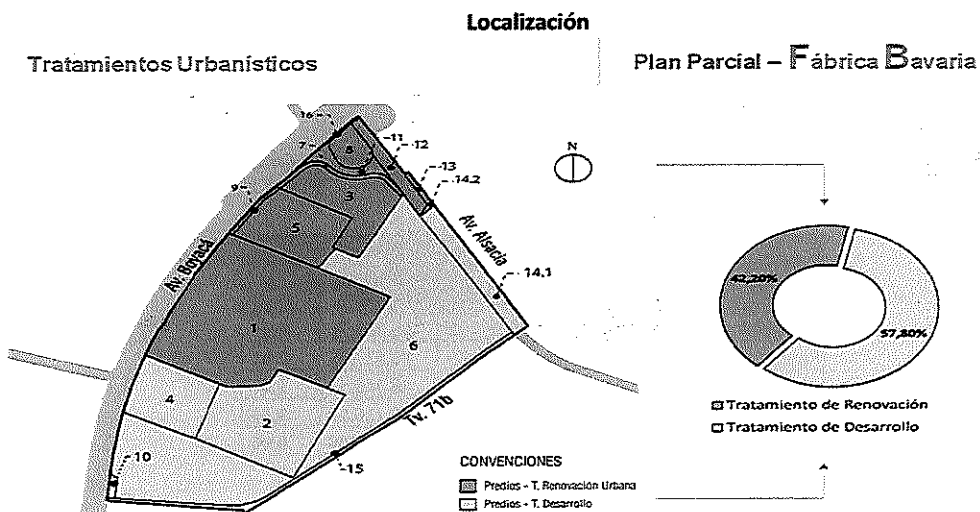 Localización
Tratamientos Urbanísticos
Plan Parcial – Fábrica Bavaria
16
7
8
11
12
13
14.2
N
9
3
5
Av. Boyacá
Av. Alsacia
14.1
42,20%
57,80%
1
6
4
2
Tv. 71b
10
15
Tratamiento de Renovación
Tratamiento de Desarrollo
CONVENCIONES
Predios - T. Renovación Urbana
Predios - T. Desarrollo